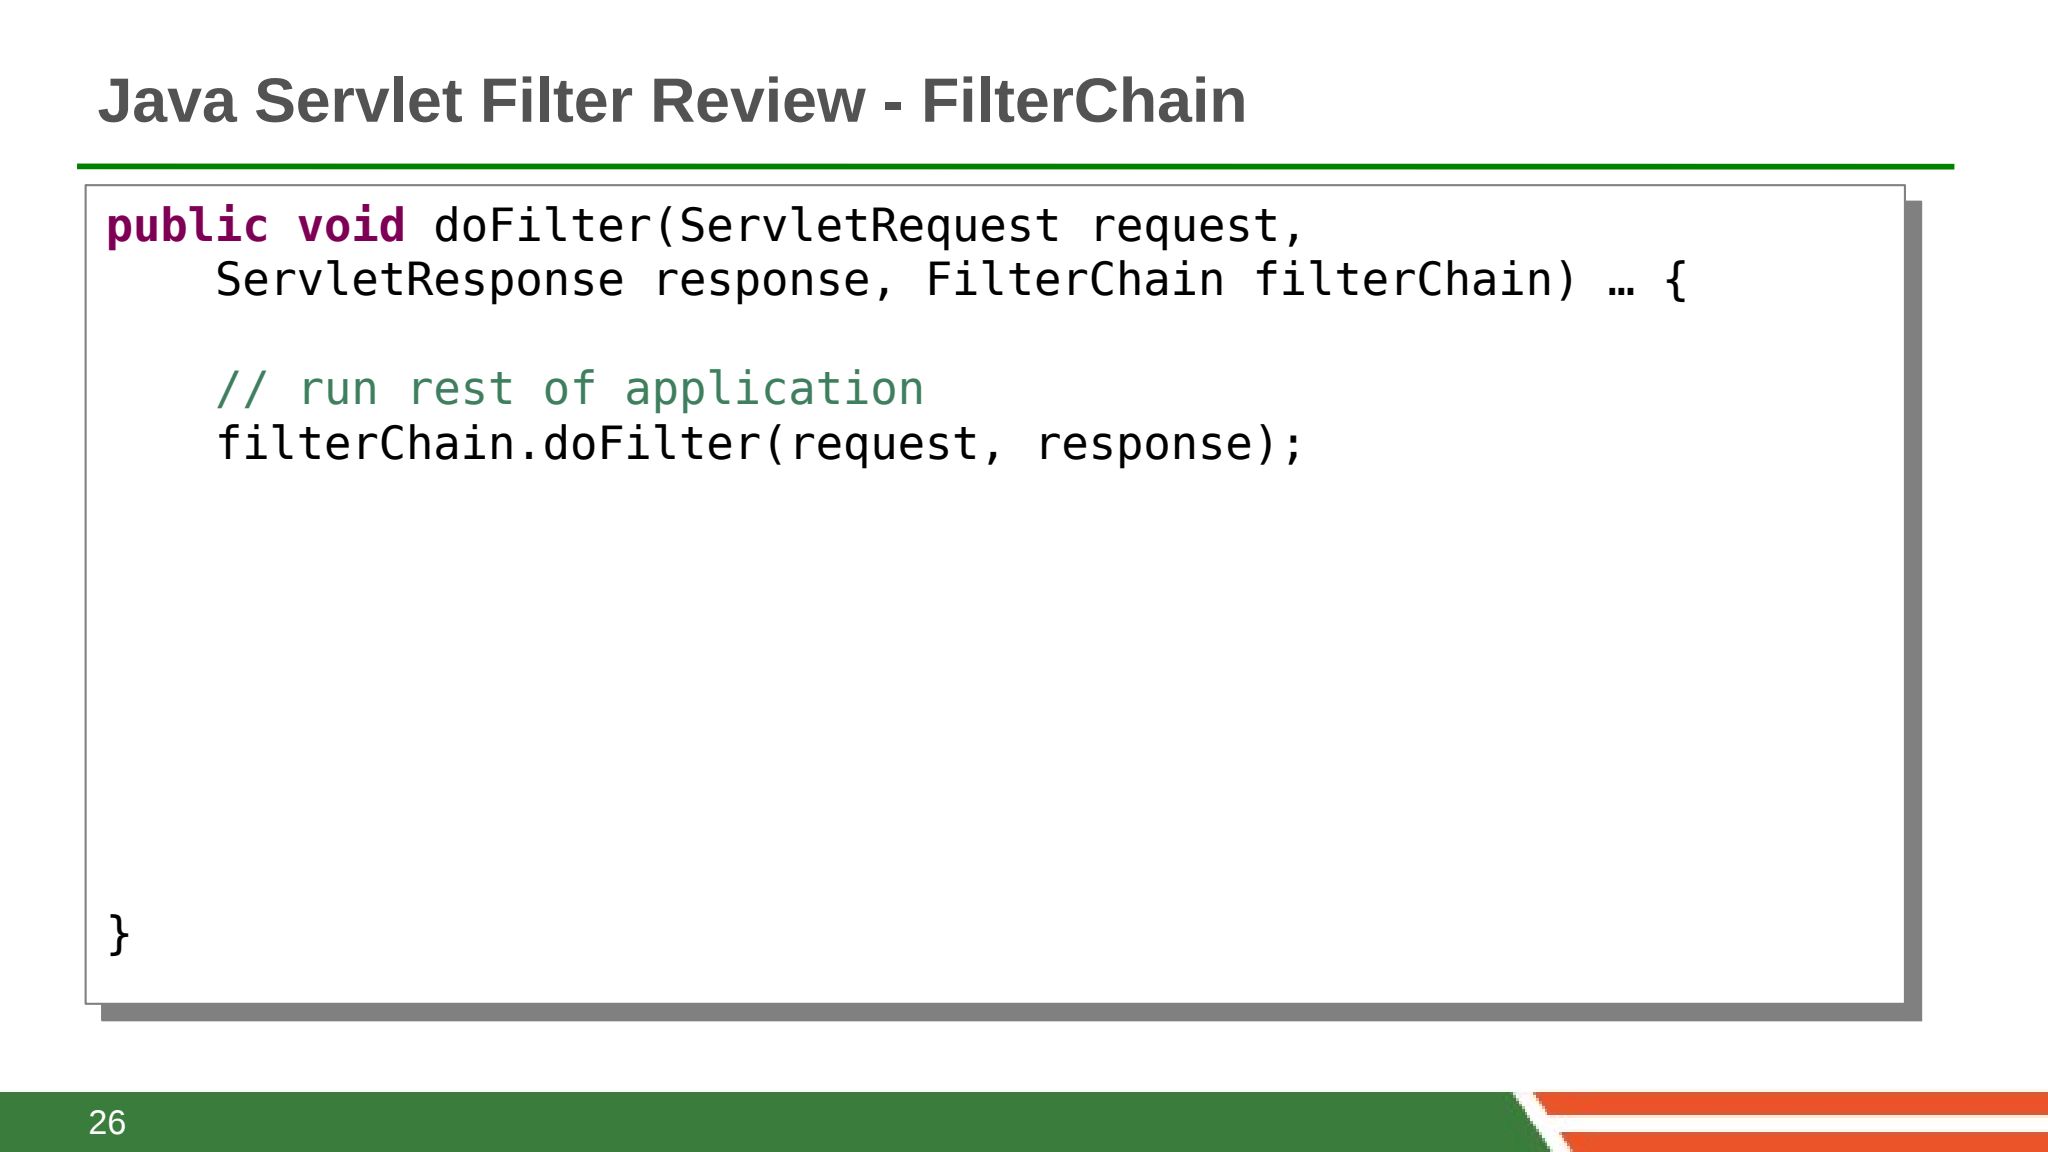 Java Servlet Filter Review - FilterChain
public void doFilter(ServletRequest request,
    ServletResponse response, FilterChain filterChain) … {
    // run rest of application
    filterChain.doFilter(request, response);
}
26